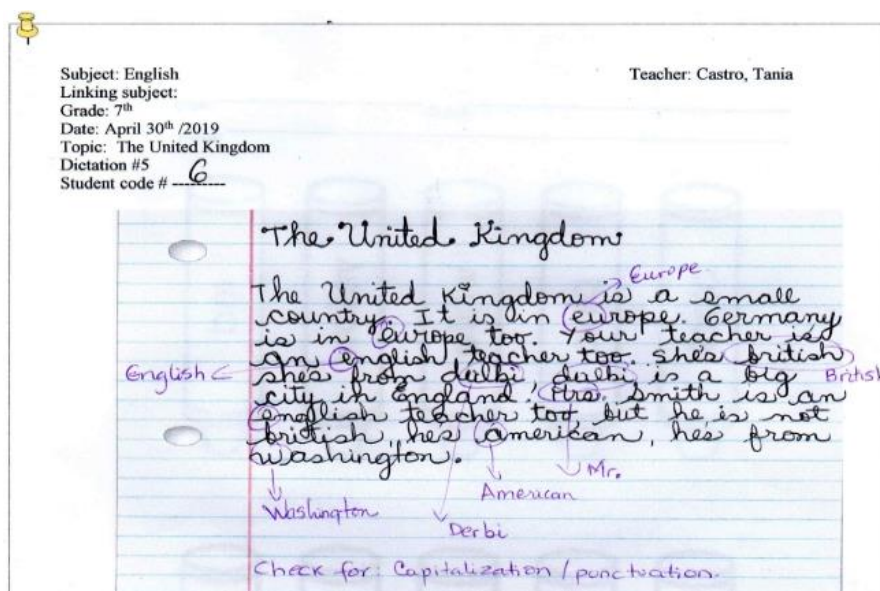 Subject: English
Teacher: Castro, Tania
Linking subject:
Grade: 7th
Date: April 30th /2019
Topic: The United Kingdom
Dictation #5
Student code # 6
The United Kingdom
Europe
The United Kingdom is a small
country. It is in europe. Germany
is in europe too. Your teacher is
an english teacher too. she's british
English
she's from dulbi dulbi is a big
British
city in England. Mrs. Smith is an
english teacher too but he is not
british, he's american, he's from
washington.
Mr.
American
Washington
Derbi
Check for: Capitalization / punctuation.